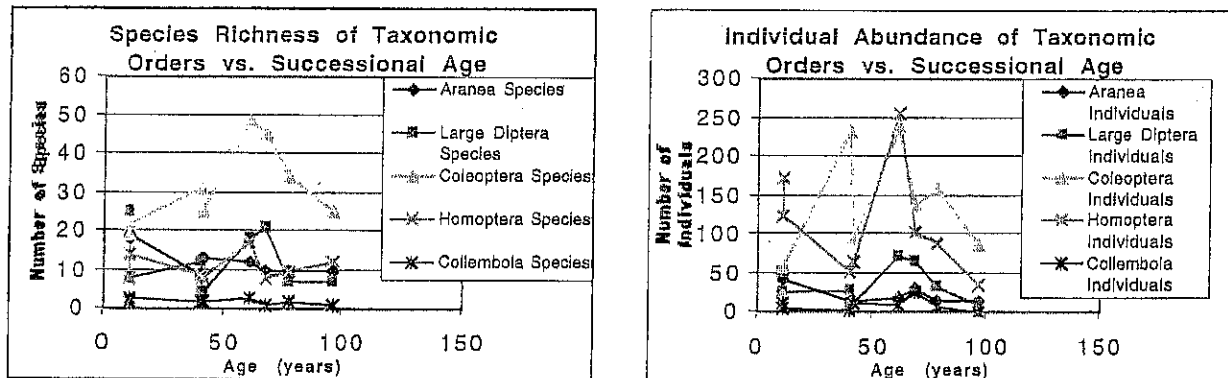 Species Richness of Taxonomic
Orders vs. Successional Age
60
50
40
30
20
10
0
Number of Species
0
50
100
150
Age (years)
Aranea Species
Large Diptera
Species
Coleoptera Species
Homoptera Species
Collembola Species
Individual Abundance of Taxonomic
Orders vs. Successional Age
300
250
200
150
100
50
0
Number of
Individuals
0
50
100
150
Age (years)
Aranea
Individuals
Large Diptera
Individuals
Coleoptera
Individuals
Homoptera
Individuals
Collembola
Individuals